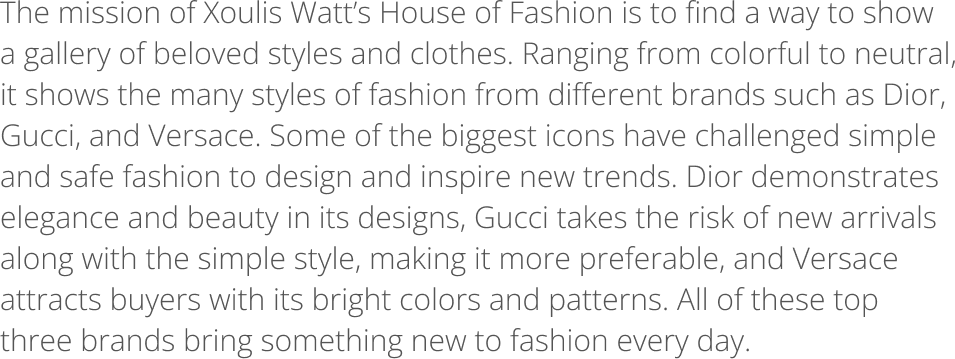 The mission of Xoulis Watt’s House of Fashion is to find a way to show
a gallery of beloved styles and clothes. Ranging from colorful to neutral,
it shows the many styles of fashion from different brands such as Dior,
Gucci, and Versace. Some of the biggest icons have challenged simple
and safe fashion to design and inspire new trends. Dior demonstrates
elegance and beauty in its designs, Gucci takes the risk of new arrivals
along with the simple style, making it more preferable, and Versace
attracts buyers with its bright colors and patterns. All of these top
three brands bring something new to fashion every day.